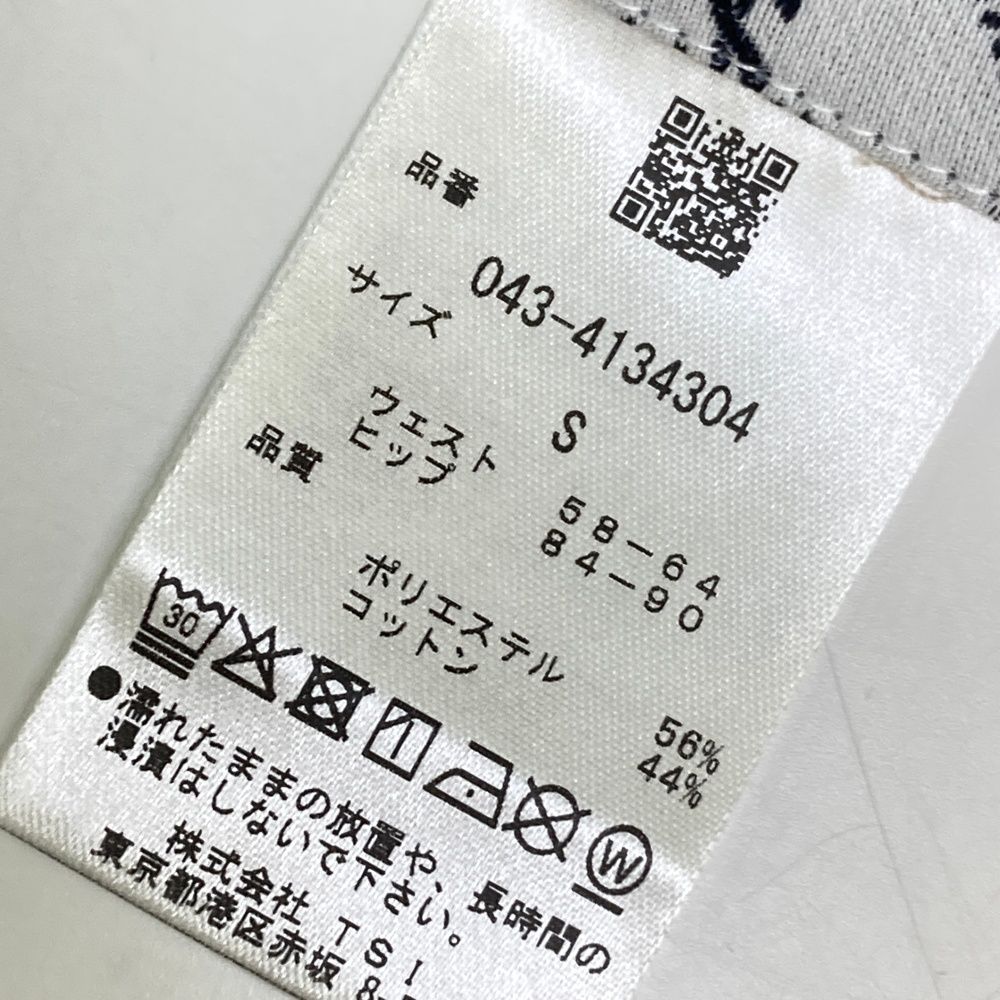 品番
043-4134304
サイズ
S
ウェスト 58-64
ヒップ 84-90
品質
ポリエステル 56%
コットン 44%
30
W
●濡れたままの放置や、長時間の
浸漬はしないで下さい。
株式会社 TSI
東京都港区赤坂 8-